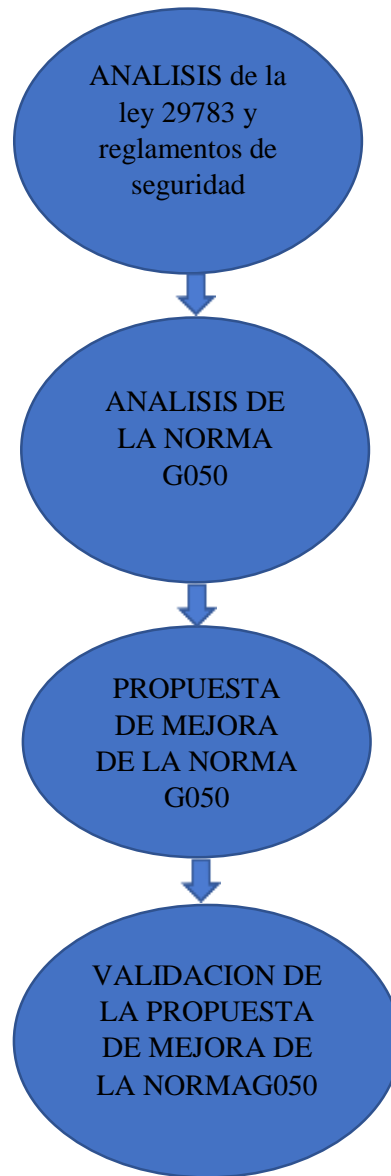 ANALISIS de la
ley 29783 y
reglamentos de
seguridad
ANALISIS DE
LA NORMA
G050
PROPUESTA
DE MEJORA
DE LA NORMA
G050
VALIDACION DE
LA PROPUESTA
DE MEJORA DE
LA NORMAG050